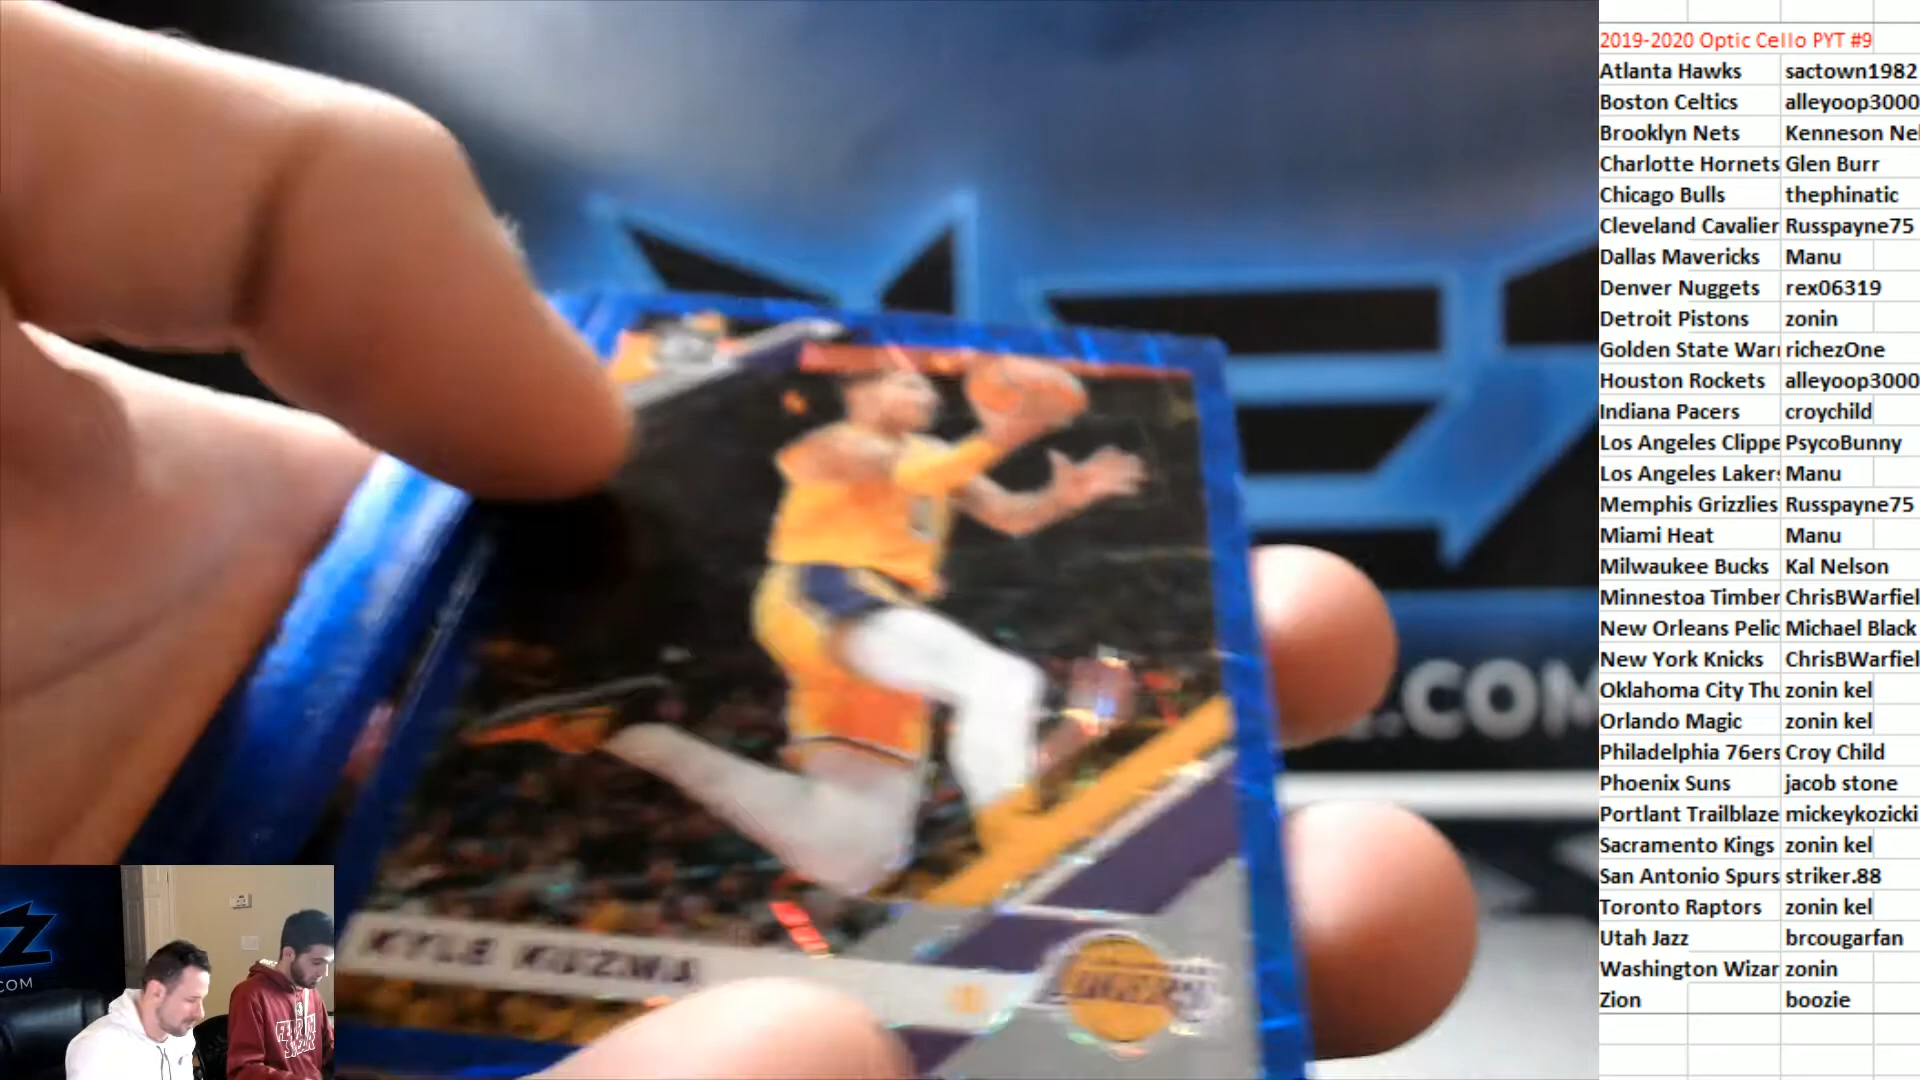 2019-2020 Optic Cello PYT #9
Atlanta Hawks sactown1982
Boston Celtics alleyoop3000
Brooklyn Nets Kenneson Nel
Charlotte Hornets Glen Burr
Chicago Bulls thephinatic
Cleveland Cavalier Russpayne75
Dallas Mavericks Manu
Denver Nuggets rex06319
Detroit Pistons zonin
Golden State Warr richezOne
Houston Rockets alleyoop3000
Indiana Pacers croychild
Los Angeles Clippe PsycoBunny
Los Angeles Lakers Manu
Memphis Grizzlies Russpayne75
Miami Heat Manu
Milwaukee Bucks Kal Nelson
Minnestoa Timber ChrisBWarfiel
New Orleans Pelic Michael Black
New York Knicks ChrisBWarfiel
Oklahoma City Thu zonin kel
Orlando Magic zonin kel
Philadelphia 76ers Croy Child
Phoenix Suns jacob stone
Portlant Trailblaze mickeykozicki
Sacramento Kings zonin kel
San Antonio Spurs striker.88
Toronto Raptors zonin kel
Utah Jazz brcougarfan
Washington Wizar zonin
Zion boozie
KYLE KUZMA
LAKERS
.COM
Z
.COM